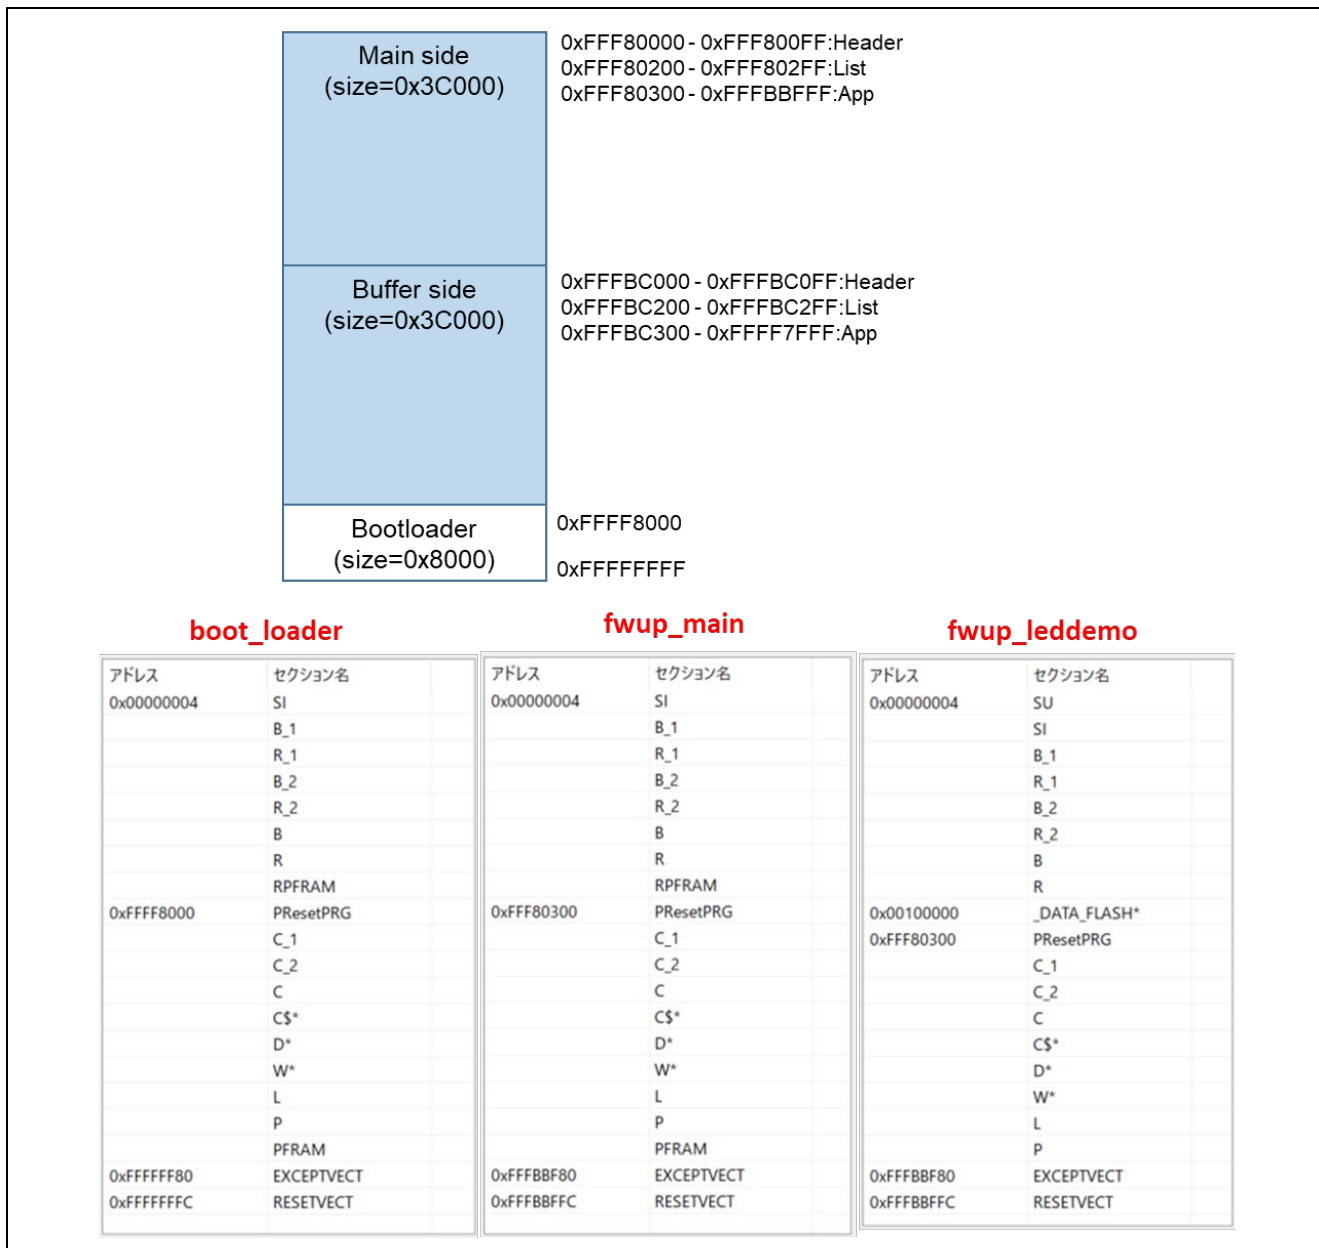 Main side
(size=0x3C000)
0xFFF80000 - 0xFFF800FF:Header
0xFFF80200 - 0xFFF802FF:List
0xFFF80300 - 0xFFFBBFFF:App
Buffer side
(size=0x3C000)
0xFFFBC000 - 0xFFFBC0FF:Header
0xFFFBC200 - 0xFFFBC2FF:List
0xFFFBC300 - 0xFFFF7FFF:App
Bootloader
(size=0x8000)
0xFFFF8000
0xFFFFFFFF
boot_loader
アドレス セクション名
0x00000004 SI
B_1
R_1
B_2
R_2
B
R
RPFRAM
0xFFFF8000 PResetPRG
C_1
C_2
C
C$*
D*
W*
L
P
PFRAM
0xFFFFFF80 EXCEPTVECT
0xFFFFFFFC RESETVECT
fwup_main
アドレス セクション名
0x00000004 SI
B_1
R_1
B_2
R_2
B
R
RPFRAM
0xFFF80300 PResetPRG
C_1
C_2
C
C$*
D*
W*
L
P
PFRAM
0xFFFBBF80 EXCEPTVECT
0xFFFBBFFC RESETVECT
fwup_leddemo
アドレス セクション名
0x00000004 SU
SI
B_1
R_1
B_2
R_2
B
R
0x00100000 _DATA_FLASH*
0xFFF80300 PResetPRG
C_1
C_2
C
C$*
D*
W*
L
P
0xFFFBBF80 EXCEPTVECT
0xFFFBBFFC RESETVECT